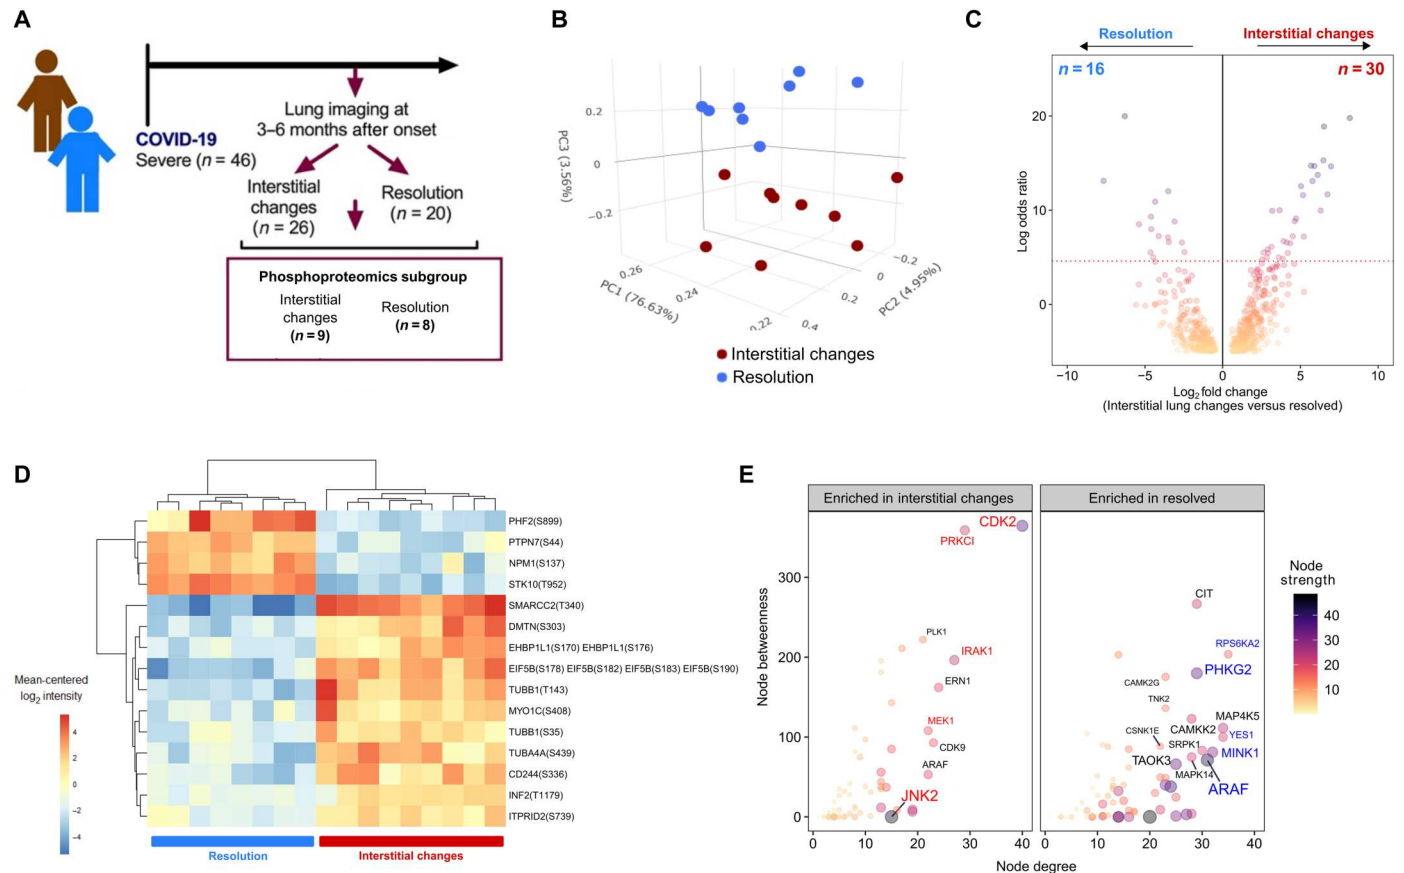 A
COVID-19
Severe (n = 46)
Lung imaging at
3–6 months after onset
Interstitial
changes
(n = 26)
Resolution
(n = 20)
Phosphoproteomics subgroup
Interstitial
changes
(n = 9)
Resolution
(n = 8)
B
PC3 (3.56%)
0.2
0
−0.2
0.26
0.24
0.22
PC1 (76.63%)
−0.2
0
0.2
0.4
PC2 (4.95%)
Interstitial changes
Resolution
C
Resolution
Interstitial changes
n = 16
n = 30
Log odds ratio
20
10
0
−10
−5
0
5
10
Log2 fold change
(Interstitial lung changes versus resolved)
D
Mean-centered
log2 intensity
4
2
0
−2
−4
PHF2(S899)
PTPN7(S44)
NPM1(S137)
STK10(T952)
SMARCC2(T340)
DMTN(S303)
EHBP1L1(S170) EHBP1L1(S176)
EIF5B(S178) EIF5B(S182) EIF5B(S183) EIF5B(S190)
TUBB1(T143)
MYO1C(S408)
TUBB1(S35)
TUBA4A(S439)
CD244(S336)
INF2(T1179)
ITPRID2(S739)
Resolution
Interstitial changes
E
Enriched in interstitial changes
Enriched in resolved
Node betweenness
300
200
100
0
CDK2
PRKCI
PLK1
IRAK1
ERN1
MEK1
CDK9
ARAF
JNK2
CIT
RPS6KA2
PHKG2
CAMK2G
TNK2
MAP4K5
CAMKK2
YES1
CSNK1E
SRPK1
MINK1
TAOK3
MAPK14
ARAF
0
10
20
30
40
0
10
20
30
40
Node degree
Node
strength
40
30
20
10